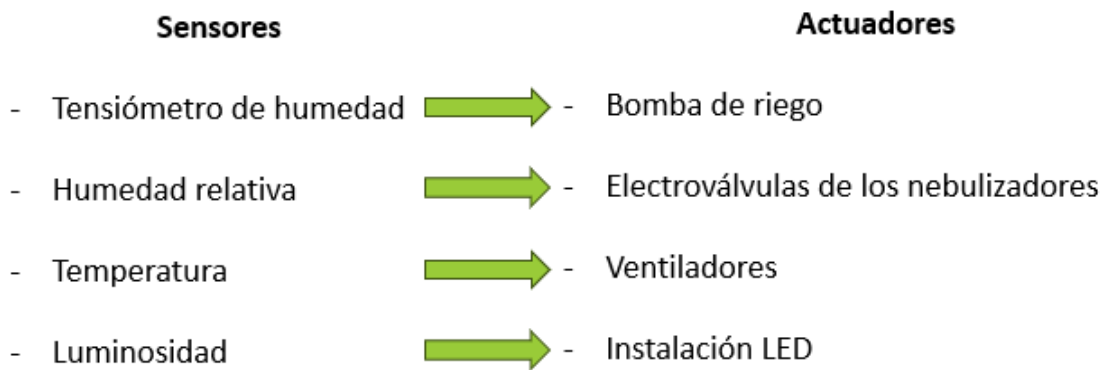 Sensores Actuadores
- Tensiómetro de humedad - Bomba de riego
- Humedad relativa - Electroválvulas de los nebulizadores
- Temperatura - Ventiladores
- Luminosidad - Instalación LED